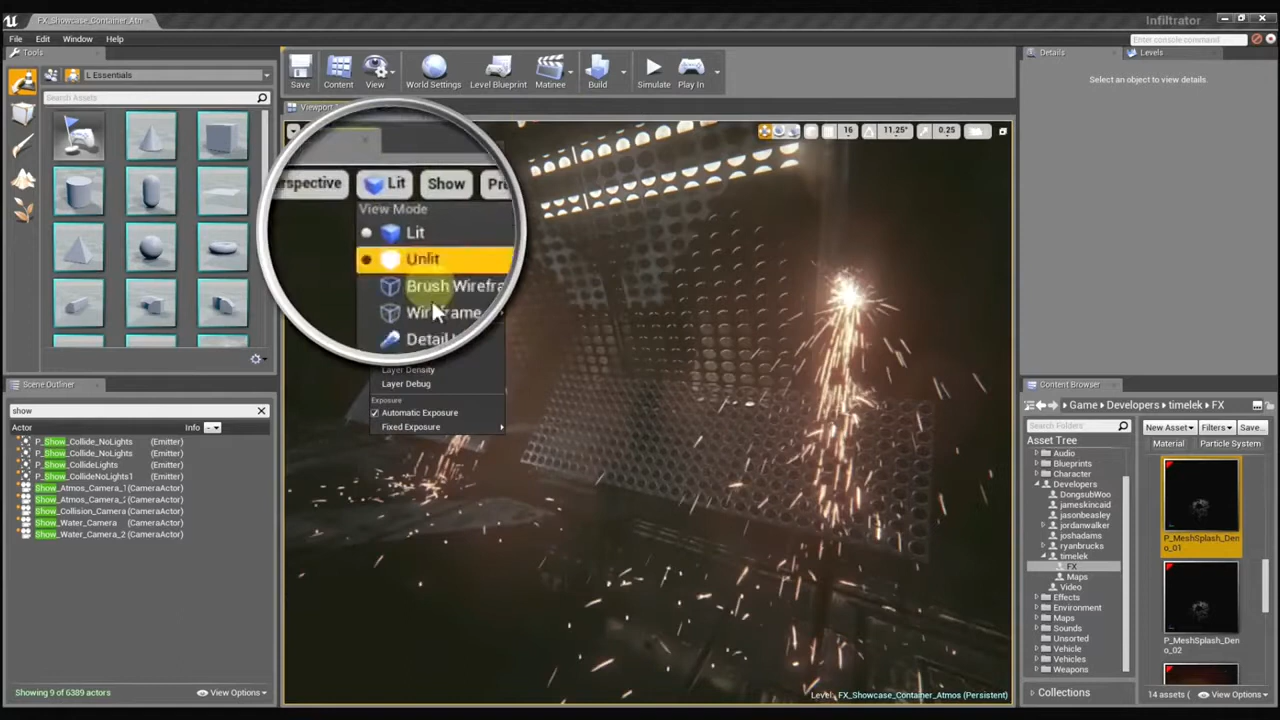 FX_Showcase_Container_Atm
Infiltrator
File Edit Window Help
Enter console command
Tools
Details
Levels
L Essentials
Search Assets
Save
Content
View
World Settings
Level Blueprint
Matinee
Build
Simulate
Play In
Select an object to view details.
Viewport
16
11.25°
0.25
rspective
Lit
Show
View Mode
Lit
Unlit
Brush Wirefra
Wireframe
Detail
Layer Density
Layer Debug
Exposure
Automatic Exposure
Fixed Exposure
Scene Outliner
show
Actor Info
P_Show_Collide_NoLights (Emitter)
P_Show_Collide_NoLights (Emitter)
P_Show_CollideLights (Emitter)
P_Show_CollideNoLights1 (Emitter)
Show_Atmos_Camera_1 (CameraActor)
Show_Atmos_Camera_2 (CameraActor)
Show_Collision_Camera (CameraActor)
Show_Water_Camera (CameraActor)
Show_Water_Camera_2 (CameraActor)
Showing 9 of 6389 actors
View Options
Level: FX_Showcase_Container_Atmos (Persistent)
Content Browser
Game Developers timelek FX
Search Folders
New Asset Filters Save...
Asset Tree
Material Particle System
Audio
Blueprints
Character
Developers
DongsubWoo
jameskincaid
jasonbeasley
jordanwalker
joshadams
ryanbrucks
timelek
FX
Maps
Video
Effects
Environment
Maps
Sounds
Unsorted
Vehicle
Vehicles
Weapons
P_MeshSplash_Den
o_01
P_MeshSplash_Den
o_02
Collections
14 assets (
View Options